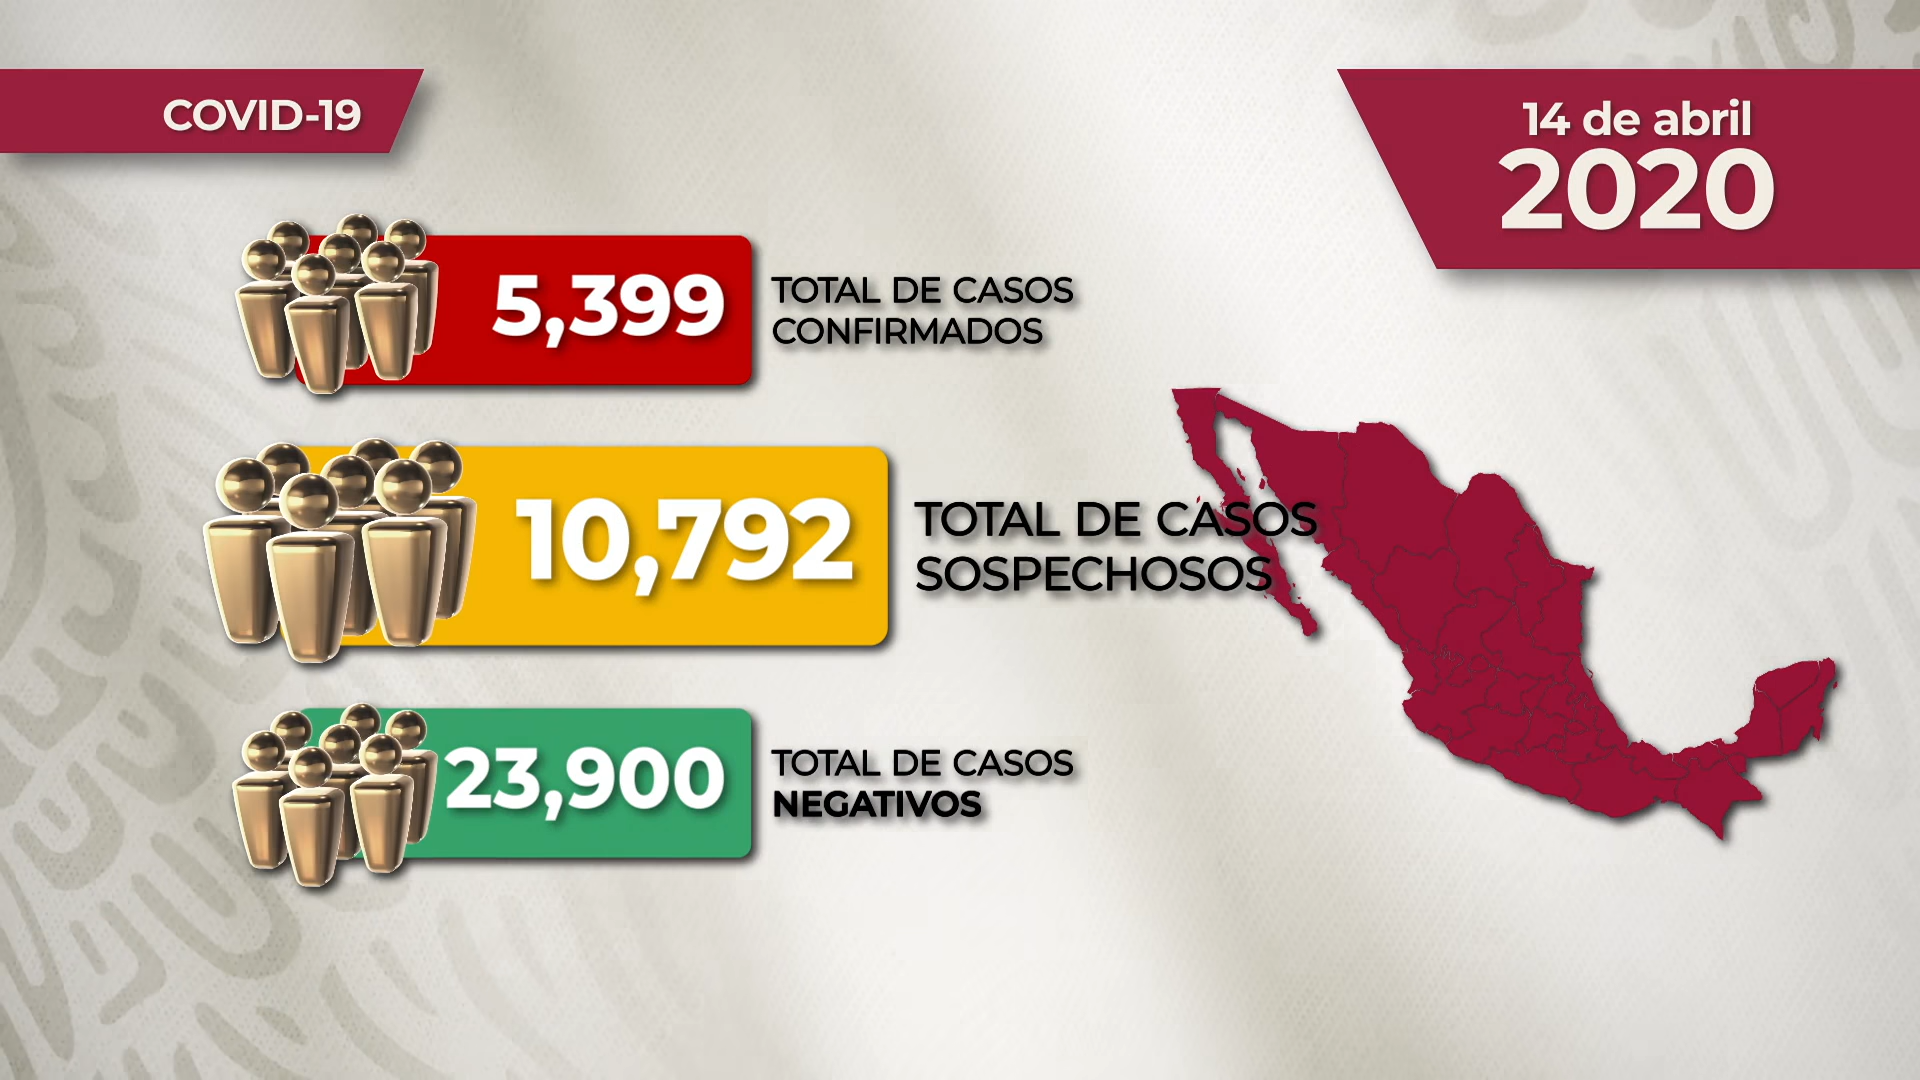 COVID-19
14 de abril
2020
5,399
TOTAL DE CASOS
CONFIRMADOS
10,792
TOTAL DE CASOS
SOSPECHOSOS
23,900
TOTAL DE CASOS
NEGATIVOS